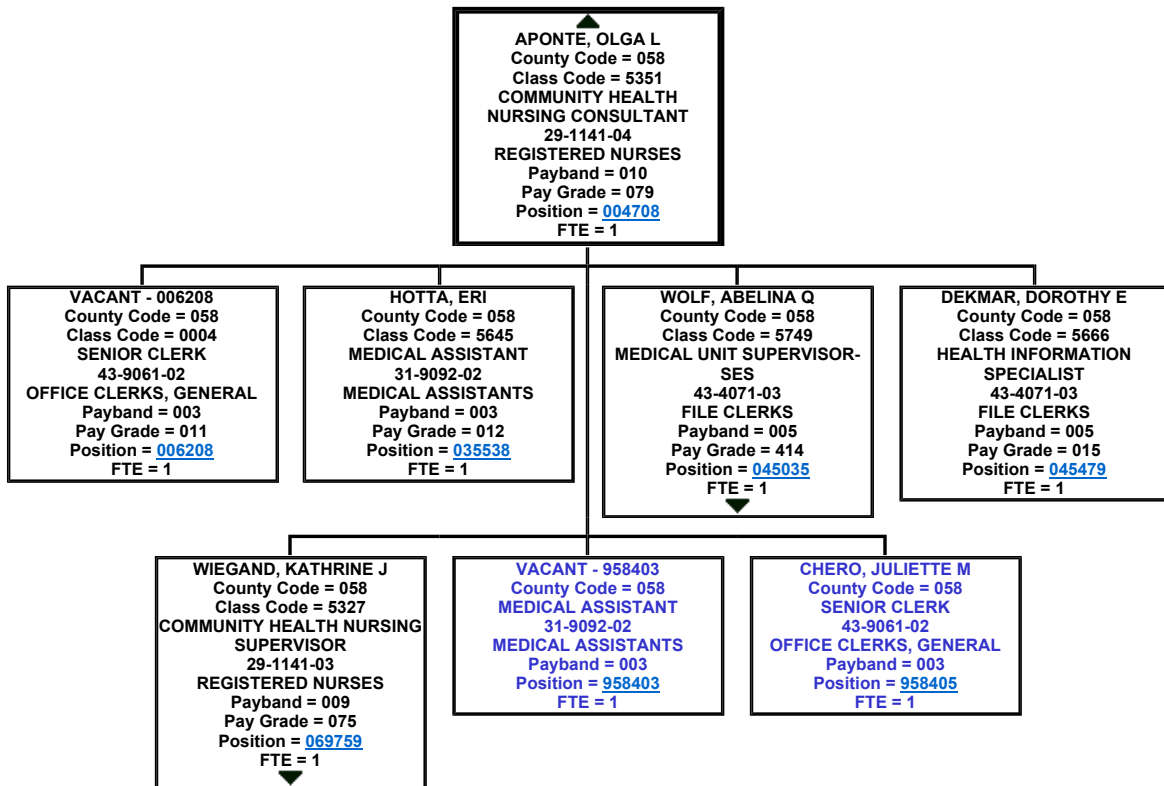 APONTE, OLGA L
County Code = 058
Class Code = 5351
COMMUNITY HEALTH
NURSING CONSULTANT
29-1141-04
REGISTERED NURSES
Payband = 010
Pay Grade = 079
Position = 004708
FTE = 1
VACANT - 006208
County Code = 058
Class Code = 0004
SENIOR CLERK
43-9061-02
OFFICE CLERKS, GENERAL
Payband = 003
Pay Grade = 011
Position = 006208
FTE = 1
HOTTA, ERI
County Code = 058
Class Code = 5645
MEDICAL ASSISTANT
31-9092-02
MEDICAL ASSISTANTS
Payband = 003
Pay Grade = 012
Position = 035538
FTE = 1
WOLF, ABELINA Q
County Code = 058
Class Code = 5749
MEDICAL UNIT SUPERVISOR-
SES
43-4071-03
FILE CLERKS
Payband = 005
Pay Grade = 414
Position = 045035
FTE = 1
DEKMAR, DOROTHY E
County Code = 058
Class Code = 5666
HEALTH INFORMATION
SPECIALIST
43-4071-03
FILE CLERKS
Payband = 005
Pay Grade = 015
Position = 045479
FTE = 1
WIEGAND, KATHRINE J
County Code = 058
Class Code = 5327
COMMUNITY HEALTH NURSING
SUPERVISOR
29-1141-03
REGISTERED NURSES
Payband = 009
Pay Grade = 075
Position = 069759
FTE = 1
VACANT - 958403
County Code = 058
MEDICAL ASSISTANT
31-9092-02
MEDICAL ASSISTANTS
Payband = 003
Position = 958403
FTE = 1
CHERO, JULIETTE M
County Code = 058
SENIOR CLERK
43-9061-02
OFFICE CLERKS, GENERAL
Payband = 003
Position = 958405
FTE = 1